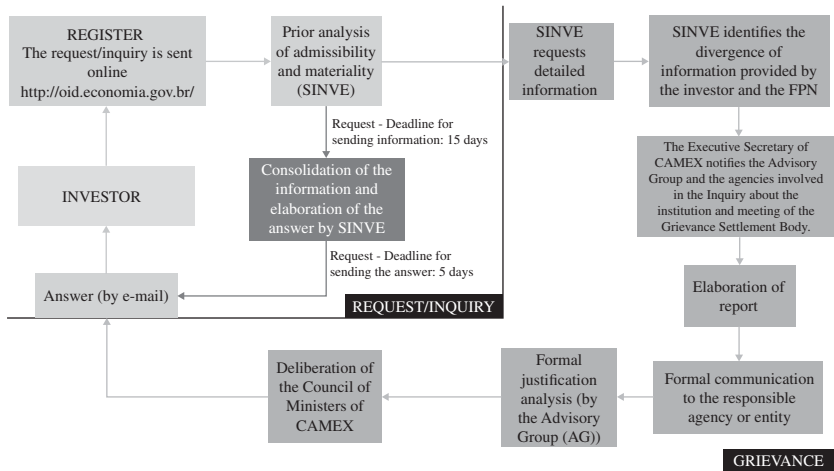 REGISTER
The request/inquiry is sent
online
http://oid.economia.gov.br/
Prior analysis
of admissibility
and materiality
(SINVE)
SINVE
requests
detailed
information
SINVE identifies the
divergence of
information provided by
the investor and the FPN
Request - Deadline for
sending information: 15 days
Consolidation of the
information and
elaboration of the
answer by SINVE
The Executive Secretary of
CAMEX notifies the Advisory
Group and the agencies involved
in the Inquiry about the
institution and meeting of the
Grievance Settlement Body.
INVESTOR
Request - Deadline for
sending the answer: 5 days
Answer (by e-mail)
REQUEST/INQUIRY
Elaboration of
report
Deliberation of
the Council of
Ministers of
CAMEX
Formal
justification
analysis (by
the Advisory
Group (AG))
Formal communication
to the responsible
agency or entity
GRIEVANCE